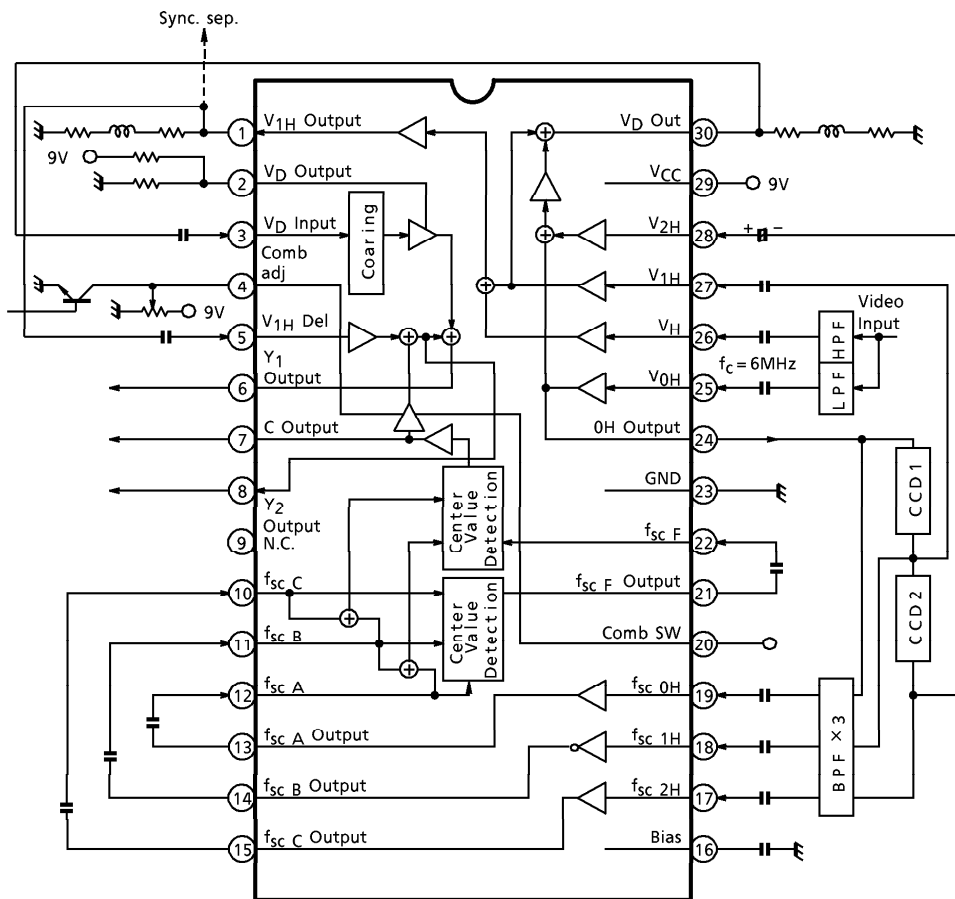 Sync. sep.
1 V1H Output
9V
2 VD Output
3 VD Input
Coaring
Comb
adj
4
9V
5 V1H Del
Y1
6 Output
7 C Output
8
Y2
Output
9 N.C.
10 fsc C
11 fsc B
12 fsc A
13 fsc A Output
14 fsc B Output
15 fsc C Output
Center
Value
Detection
Center
Value
Detection
VD Out 30
VCC 29 9V
V2H 28 + -
V1H 27
Video
Input
VH 26
HPF
fc = 6MHz
V0H 25
LPF
0H Output 24
CCD1
GND 23
fsc F 22
fsc F Output 21
CCD2
Comb SW 20
fsc 0H 19
fsc 1H 18
BPF × 3
fsc 2H 17
Bias 16